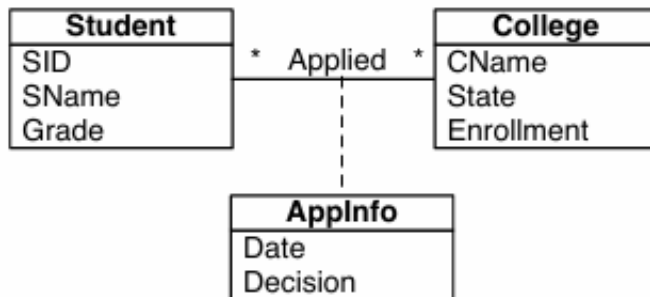 Student
SID
SName
Grade
* Applied *
College
CName
State
Enrollment
AppInfo
Date
Decision